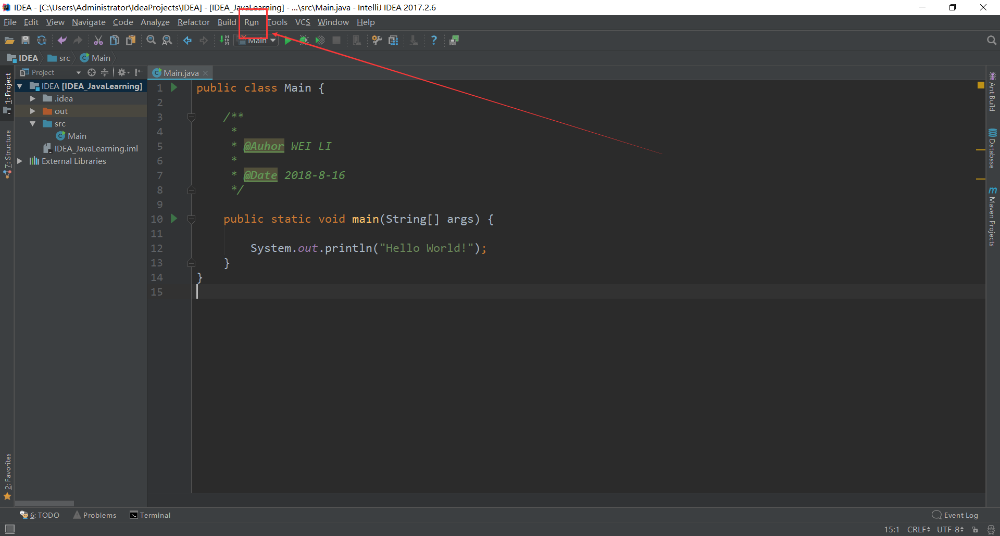 IDEA - [C:\Users\Administrator\IdeaProjects\IDEA] - [IDEA_JavaLearning] - ...\src\Main.java - IntelliJ IDEA 2017.2.6
File Edit View Navigate Code Analyze Refactor Build Run Tools VCS Window Help
Main
IDEA src Main
Project
Main.java
1: Project
Z: Structure
2: Favorites
IDEA [IDEA_JavaLearning]
.idea
out
src
Main
IDEA_JavaLearning.iml
External Libraries
1 public class Main {
2
3 /**
4 *
5 * @Auhor WEI LI
6 *
7 * @Date 2018-8-16
8 */
9
10 public static void main(String[] args) {
11
12 System.out.println("Hello World!");
13 }
14 }
15
Ant Build
Database
Maven Projects
6: TODO Problems Terminal Event Log
15:1 CRLF UTF-8